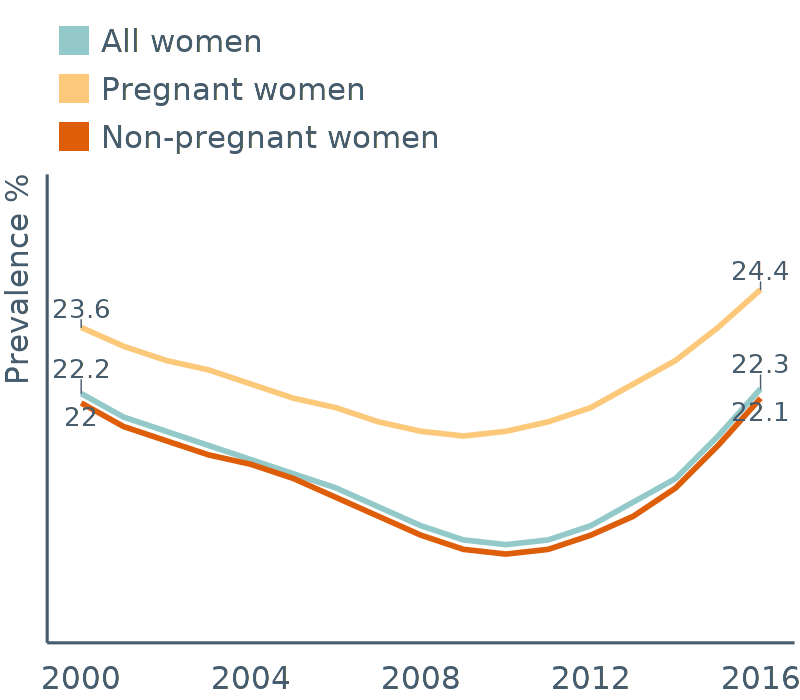 All women
Pregnant women
Non-pregnant women
Prevalence %
23.6
22.2
22
24.4
22.3
22.1
2000 2004 2008 2012 2016